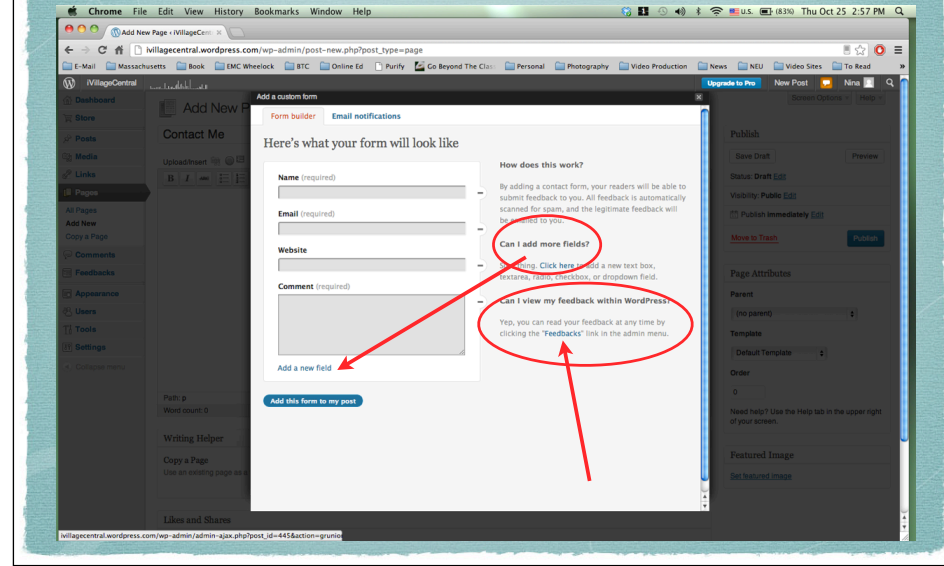 Chrome File Edit View History Bookmarks Window Help
U.S. (83%) Thu Oct 25 2:57 PM
Add New Page ‹ iVillageCent
ivillagecentral.wordpress.com/wp-admin/post-new.php?post_type=page
E-Mail Massachusetts Book EMC Wheelock BTC Online Ed Purify Go Beyond The Clas Personal Photography Video Production News NEU Video Sites To Read »
iVillageCentral Upgrade to Pro New Post Nina
Dashboard
Store
Posts
Media
Links
Pages
All Pages
Add New
Copy a Page
Comments
Feedbacks
Appearance
Users
Tools
Settings
Collapse menu
Add New P
Contact Me
Upload/Insert
B I ABC
Path: p
Word count: 0
Writing Helper
Copy a Page
Use an existing page as a
Likes and Shares
Add a custom form
Form builder Email notifications
Here's what your form will look like
Name (required)
Email (required)
Website
Comment (required)
Add a new field
Add this form to my post
How does this work?
By adding a contact form, your readers will be able to
submit feedback to you. All feedback is automatically
scanned for spam, and the legitimate feedback will
be emailed to you.
Can I add more fields?
Sure thing. Click here to add a new text box,
textarea, radio, checkbox, or dropdown field.
Can I view my feedback within WordPress?
Yep, you can read your feedback at any time by
clicking the "Feedbacks" link in the admin menu.
Screen Options Help
Publish
Save Draft Preview
Status: Draft Edit
Visibility: Public Edit
Publish immediately Edit
Move to Trash Publish
Page Attributes
Parent
(no parent)
Template
Default Template
Order
0
Need help? Use the Help tab in the upper right
of your screen.
Featured Image
Set featured image
ivillagecentral.wordpress.com/wp-admin/admin-ajax.php?post_id=445&action=grunio